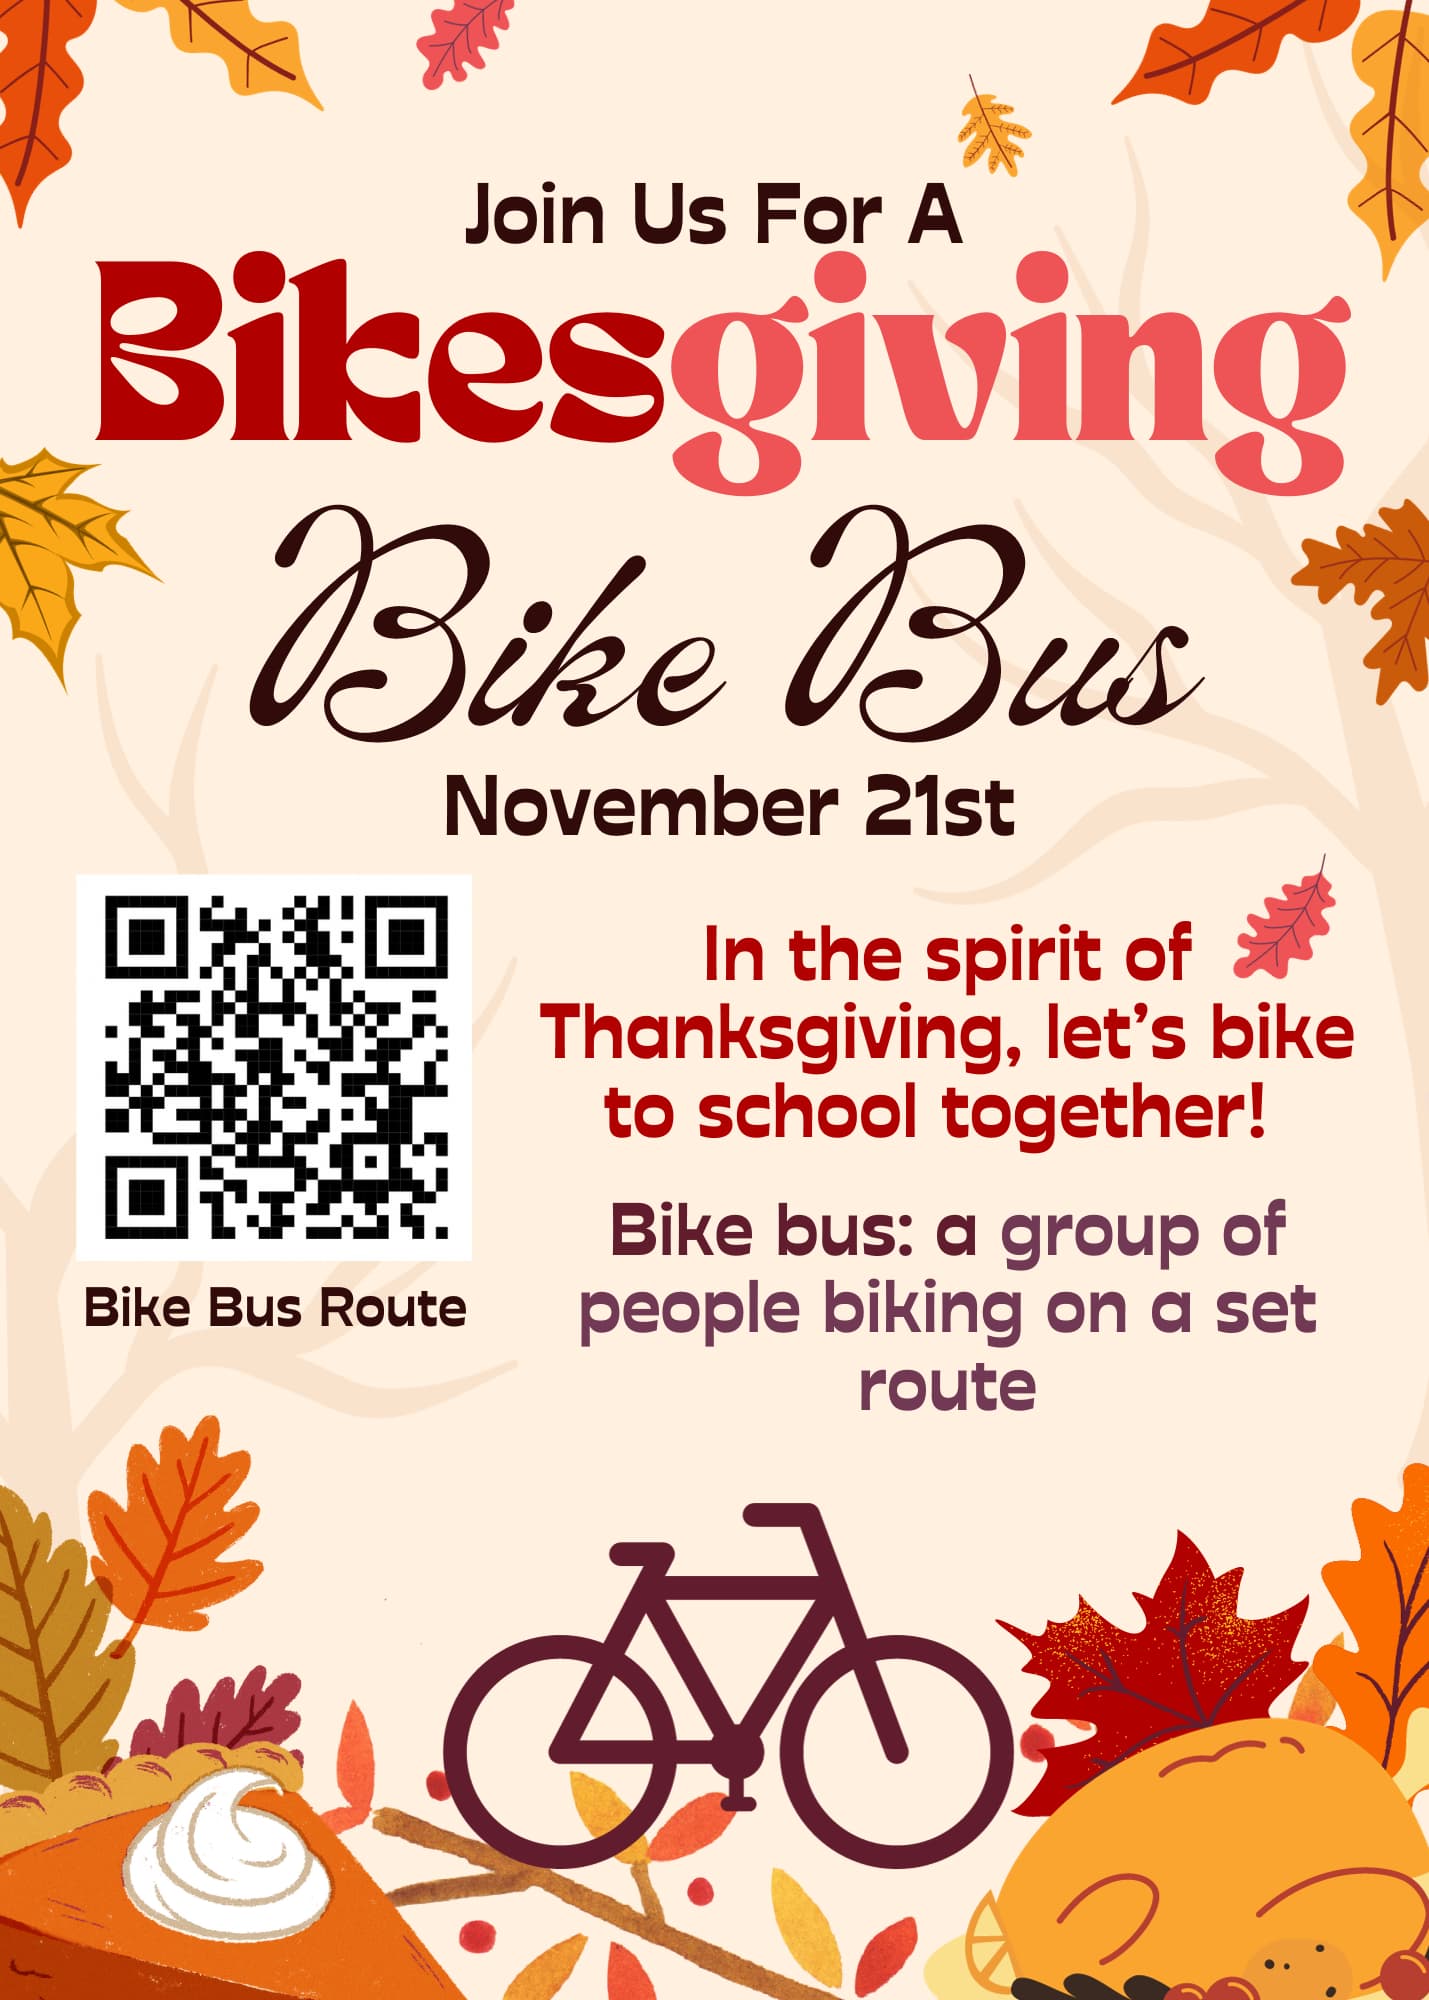 Join Us For A
Bikesgiving
Bike Bus
November 21st
In the spirit of
Thanksgiving, let's bike
to school together!
Bike bus: a group of
people biking on a set
route
Bike Bus Route